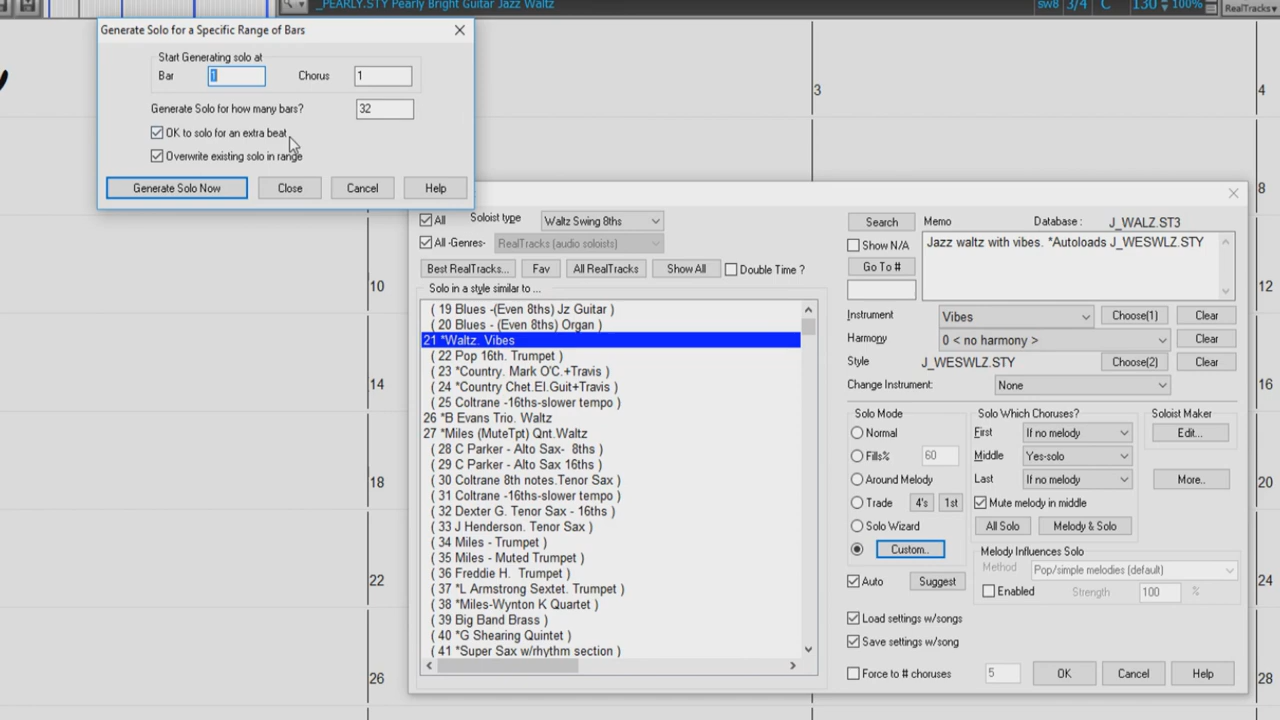 _PEARLY.STY Pearly Bright Guitar Jazz Waltz
sw8 3/4 C 130 100% RealTracks
Generate Solo for a Specific Range of Bars
Start Generating solo at
Bar 1 Chorus 1
Generate Solo for how many bars? 32
OK to solo for an extra beat
Overwrite existing solo in range
Generate Solo Now Close Cancel Help
3
4
8
10
12
14
16
18
20
22
24
26
28
All Soloist type Waltz Swing 8ths
All -Genres- RealTracks (audio soloists)
Best RealTracks... Fav All RealTracks Show All Double Time ?
Solo in a style similar to ...
( 19 Blues -(Even 8ths) Jz Guitar )
( 20 Blues - (Even 8ths) Organ )
21 *Waltz. Vibes
( 22 Pop 16th. Trumpet )
( 23 *Country. Mark O'C.+Travis )
( 24 *Country Chet.El.Guit+Travis )
( 25 Coltrane -16ths-slower tempo )
26 *B Evans Trio. Waltz
27 *Miles (MuteTpt) Qnt.Waltz
( 28 C Parker - Alto Sax- 8ths )
( 29 C Parker - Alto Sax 16ths )
( 30 Coltrane 8th notes.Tenor Sax )
( 31 Coltrane -16ths-slower tempo )
( 32 Dexter G. Tenor Sax - 16ths )
( 33 J Henderson. Tenor Sax )
( 34 Miles - Trumpet )
( 35 Miles - Muted Trumpet )
( 36 Freddie H. Trumpet )
( 37 *L Armstrong Sextet. Trumpet )
( 38 *Miles-Wynton K Quartet )
( 39 Big Band Brass )
( 40 *G Shearing Quintet )
( 41 *Super Sax w/rhythm section )
Search Memo Database : J_WALZ.ST3
Show N/A
Go To #
Jazz waltz with vibes. *Autoloads J_WESWLZ.STY
Instrument Vibes Choose(1) Clear
Harmony 0 < no harmony > Clear
Style J_WESWLZ.STY Choose(2) Clear
Change Instrument: None
Solo Mode
Normal
Fills% 60
Around Melody
Trade 4's 1st
Solo Wizard
Custom..
Auto Suggest
Load settings w/songs
Save settings w/song
Solo Which Choruses?
First If no melody
Middle Yes-solo
Last If no melody
Mute melody in middle
All Solo Melody & Solo
Soloist Maker
Edit...
More..
Melody Influences Solo
Method Pop/simple melodies (default)
Enabled Strength 100 %
Force to # choruses 5 OK Cancel Help